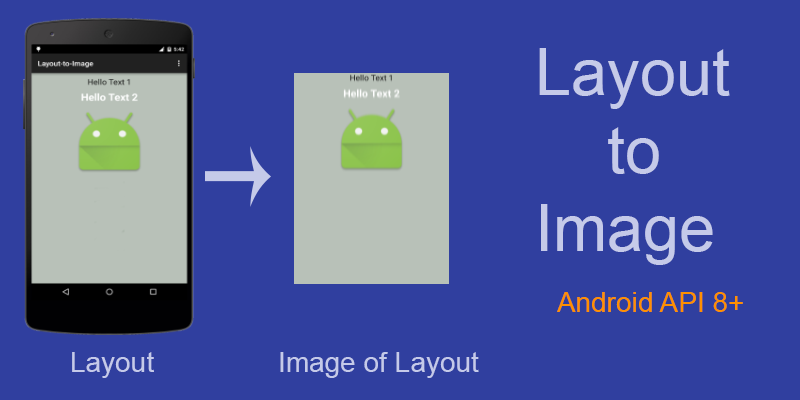 5:42
Layout-to-Image
Hello Text 1
Hello Text 2
Layout
Hello Text 1
Hello Text 2
Image of Layout
Layout
to
Image
Android API 8+